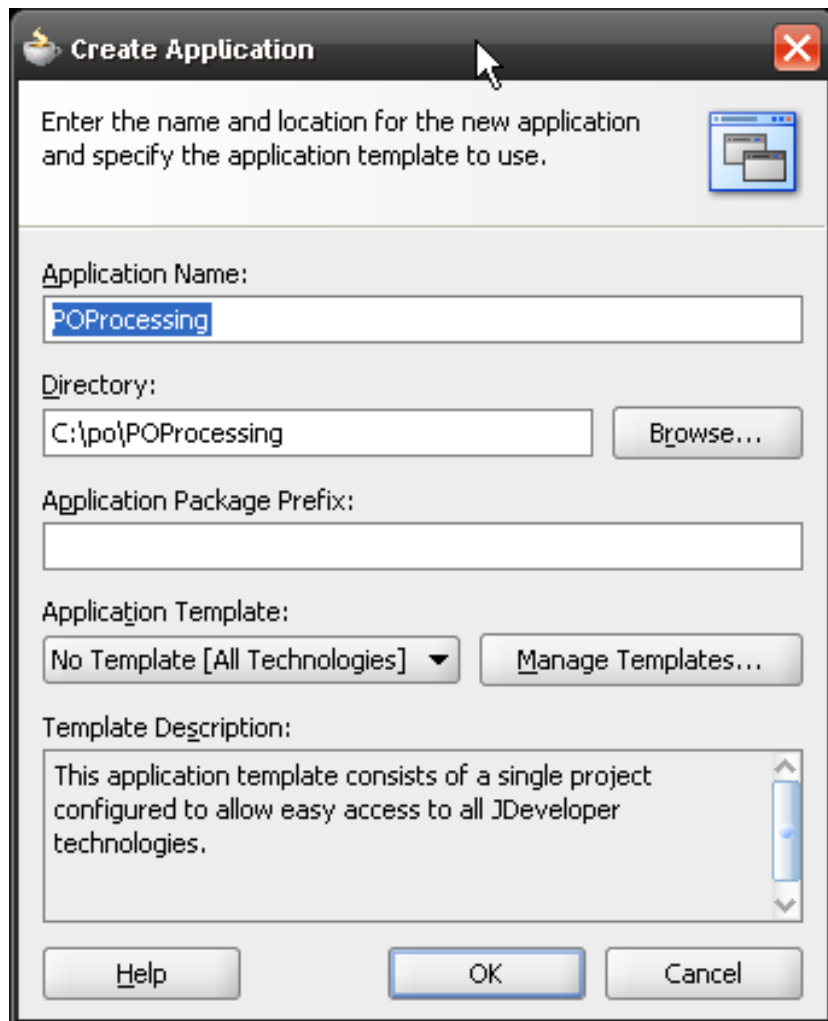 Create Application
Enter the name and location for the new application
and specify the application template to use.
Application Name:
POProcessing
Directory:
C:\po\POProcessing
Browse...
Application Package Prefix:
Application Template:
No Template [All Technologies]
Manage Templates...
Template Description:
This application template consists of a single project
configured to allow easy access to all JDeveloper
technologies.
Help
OK
Cancel